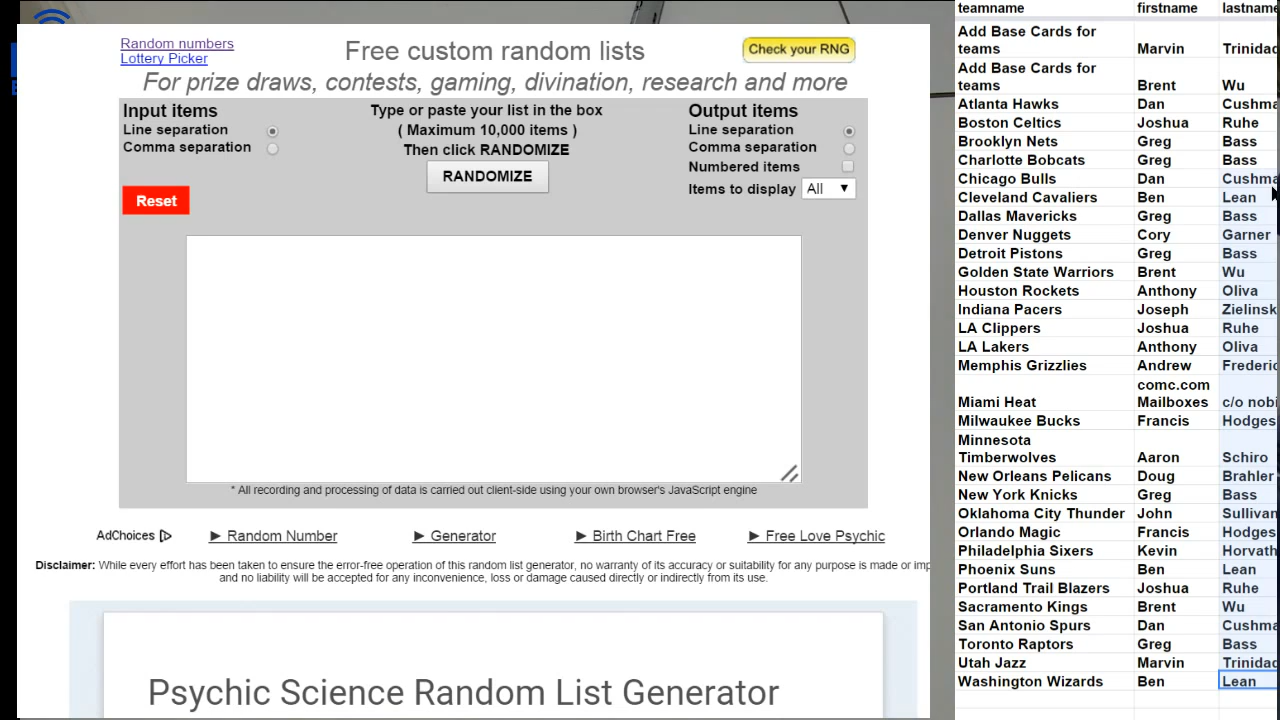 Random numbers
Lottery Picker
Free custom random lists
Check your RNG
For prize draws, contests, gaming, divination, research and more
Input items
Line separation
Comma separation
Reset
Type or paste your list in the box
( Maximum 10,000 items )
Then click RANDOMIZE
RANDOMIZE
Output items
Line separation
Comma separation
Numbered items
Items to display All ▼
* All recording and processing of data is carried out client-side using your own browser's JavaScript engine
AdChoices
► Random Number
► Generator
► Birth Chart Free
► Free Love Psychic
Disclaimer: While every effort has been taken to ensure the error-free operation of this random list generator, no warranty of its accuracy or suitability for any purpose is made or imp
and no liability will be accepted for any inconvenience, loss or damage caused directly or indirectly from its use.
Psychic Science Random List Generator
teamname firstname lastname
Add Base Cards for
teams Marvin Trinidad
Add Base Cards for
teams Brent Wu
Atlanta Hawks Dan Cushma
Boston Celtics Joshua Ruhe
Brooklyn Nets Greg Bass
Charlotte Bobcats Greg Bass
Chicago Bulls Dan Cushma
Cleveland Cavaliers Ben Lean
Dallas Mavericks Greg Bass
Denver Nuggets Cory Garner
Detroit Pistons Greg Bass
Golden State Warriors Brent Wu
Houston Rockets Anthony Oliva
Indiana Pacers Joseph Zielinsk
LA Clippers Joshua Ruhe
LA Lakers Anthony Oliva
Memphis Grizzlies Andrew Frederic
comc.com
Miami Heat Mailboxes c/o nobi
Milwaukee Bucks Francis Hodges
Minnesota
Timberwolves Aaron Schiro
New Orleans Pelicans Doug Brahler
New York Knicks Greg Bass
Oklahoma City Thunder John Sullivan
Orlando Magic Francis Hodges
Philadelphia Sixers Kevin Horvath
Phoenix Suns Ben Lean
Portland Trail Blazers Joshua Ruhe
Sacramento Kings Brent Wu
San Antonio Spurs Dan Cushma
Toronto Raptors Greg Bass
Utah Jazz Marvin Trinidad
Washington Wizards Ben Lean